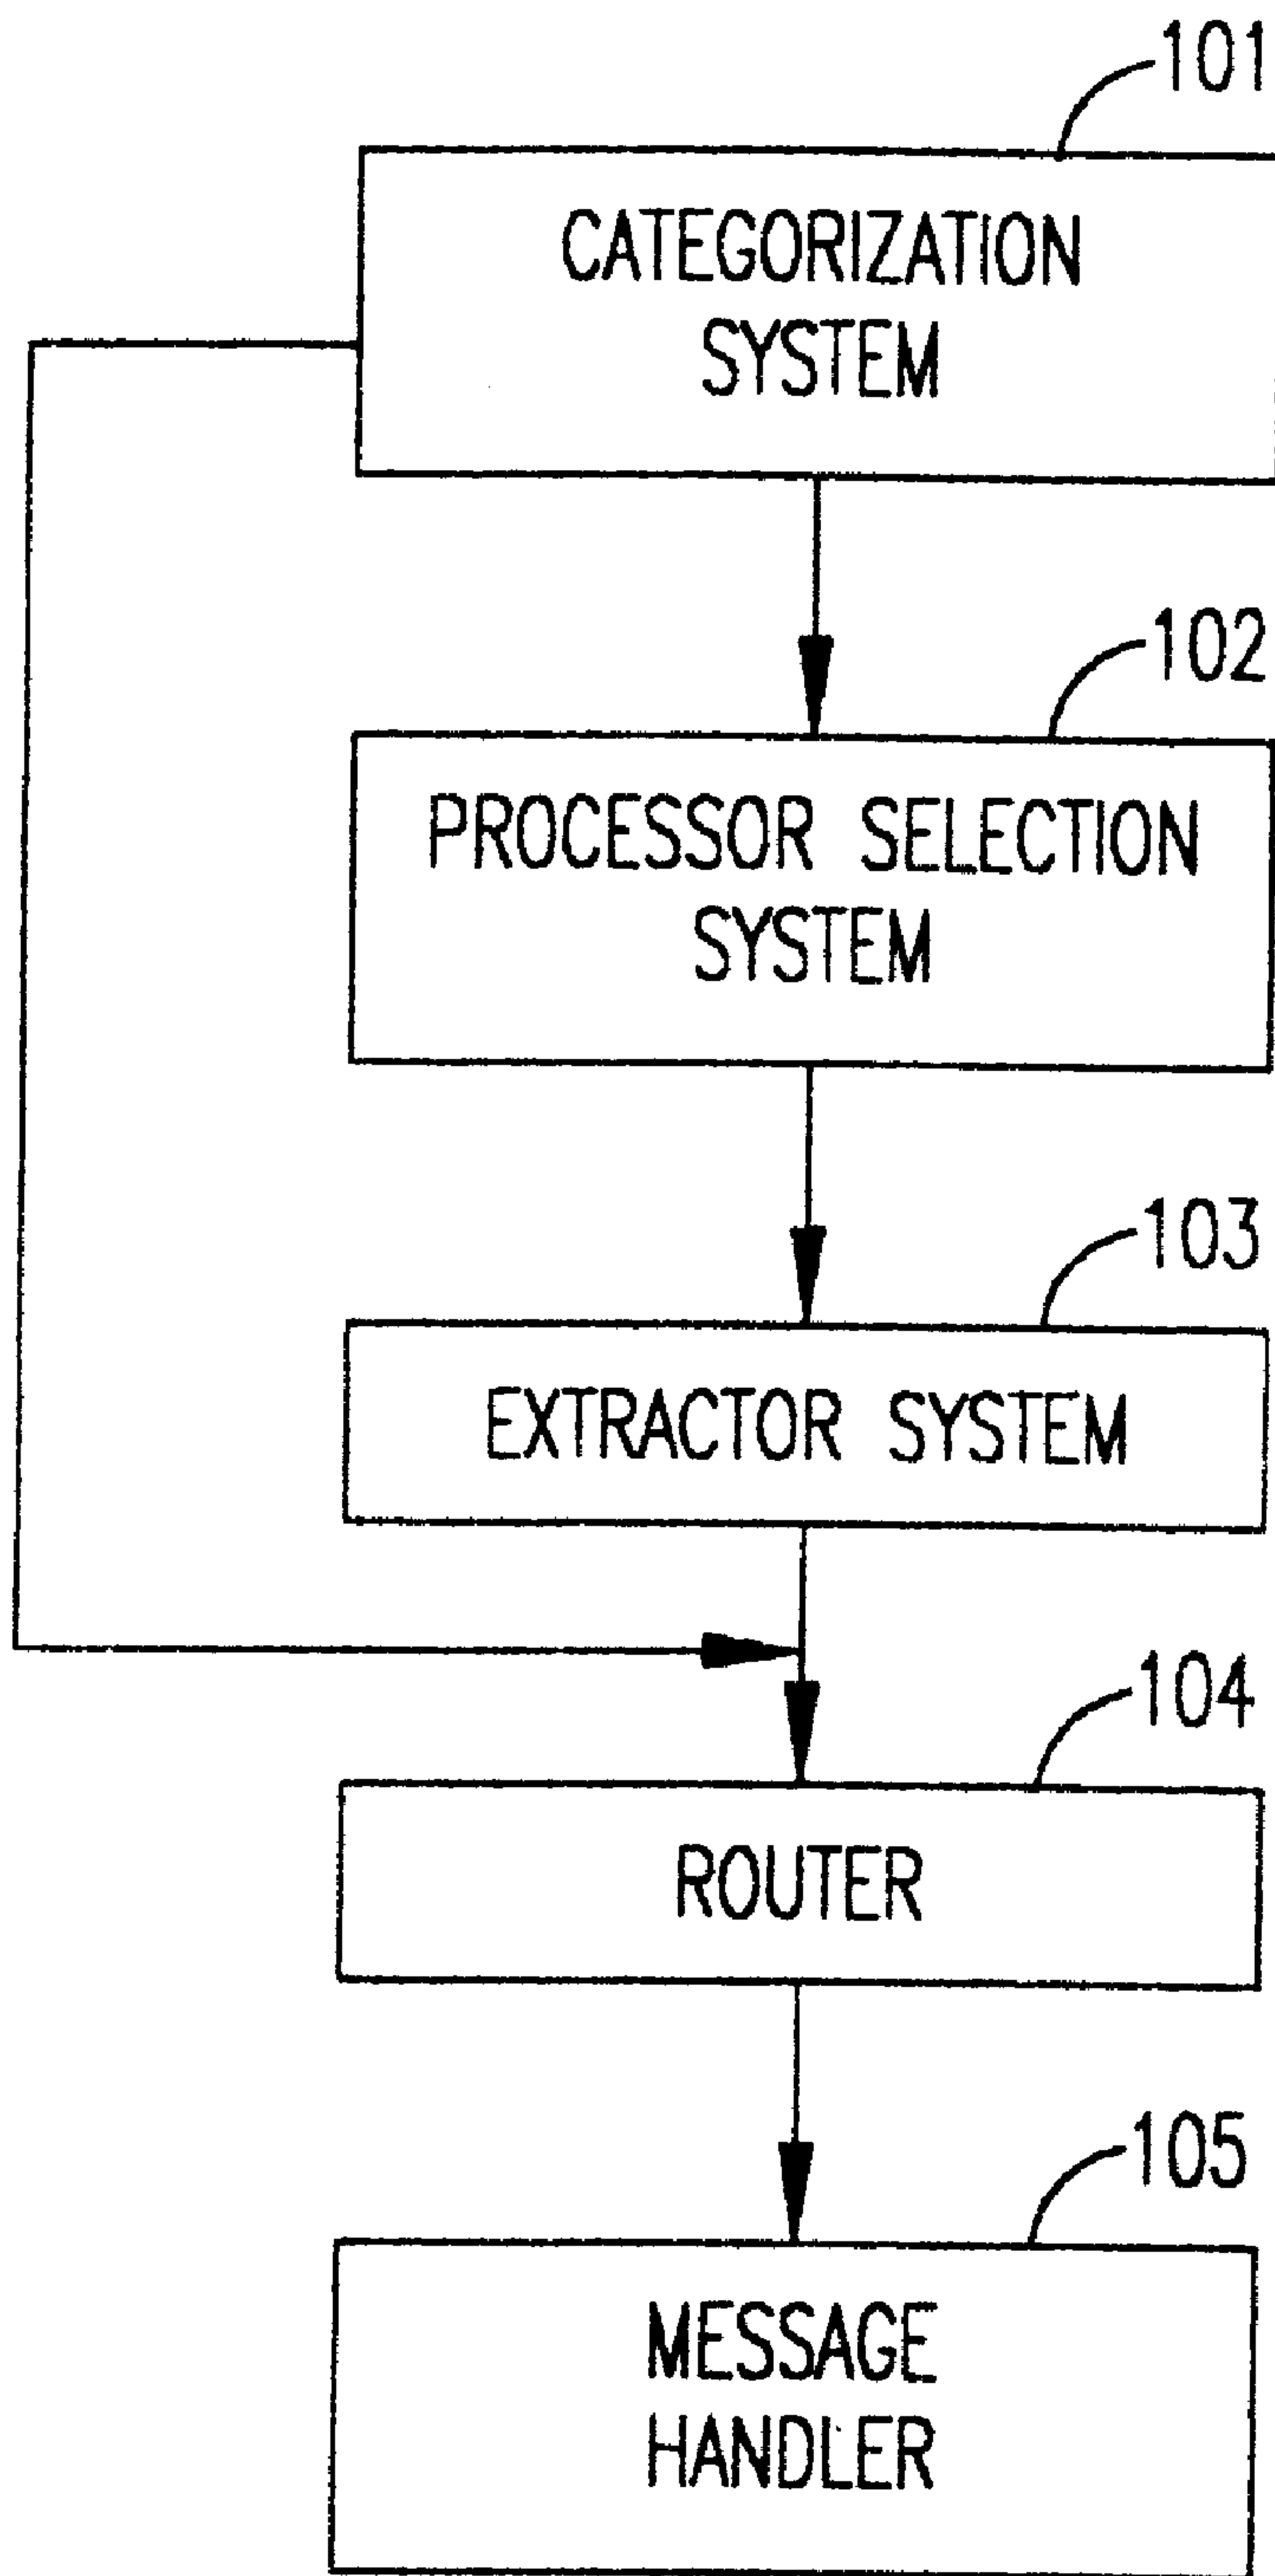 101
CATEGORIZATION
SYSTEM
102
PROCESSOR SELECTION
SYSTEM
103
EXTRACTOR SYSTEM
104
ROUTER
105
MESSAGE
HANDLER